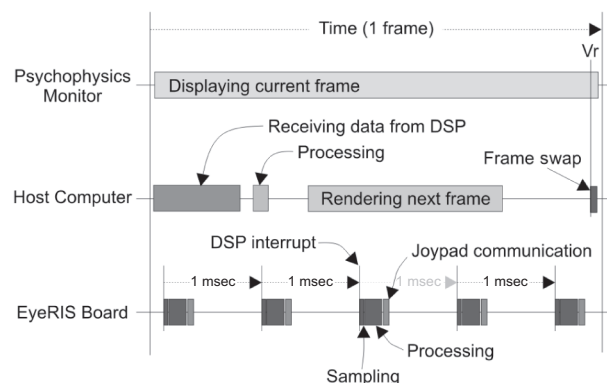 Time (1 frame)
Vr
Psychophysics
Monitor
Displaying current frame
Receiving data from DSP
Processing
Frame swap
Host Computer
Rendering next frame
DSP interrupt
Joypad communication
1 msec 1 msec 1 msec 1 msec
EyeRIS Board
Processing
Sampling